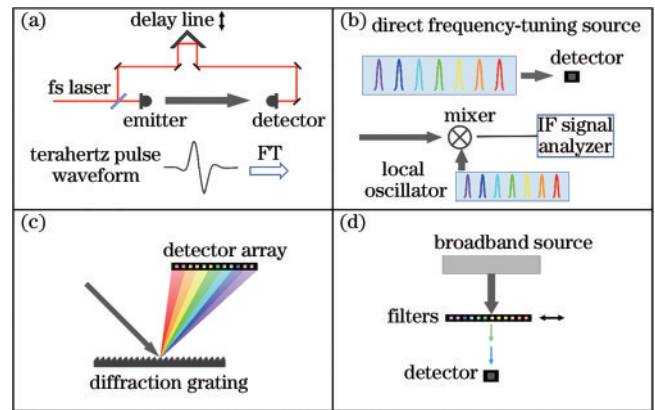 (a)
delay line
fs laser
emitter
detector
terahertz pulse
waveform
FT
(b)
direct frequency-tuning source
detector
mixer
IF signal
analyzer
local
oscillator
(c)
detector array
diffraction grating
(d)
broadband source
filters
detector